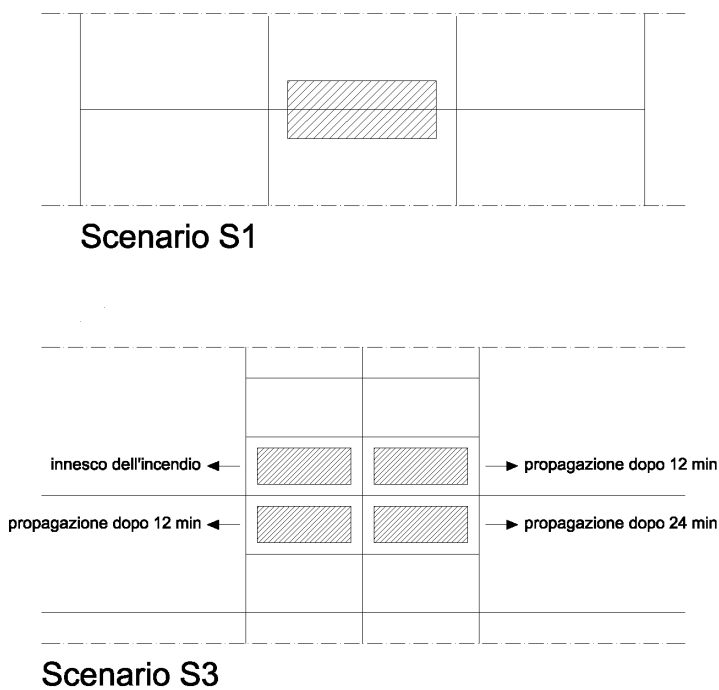 Scenario S1
innesco dell'incendio
propagazione dopo 12 min
propagazione dopo 12 min
propagazione dopo 24 min
Scenario S3